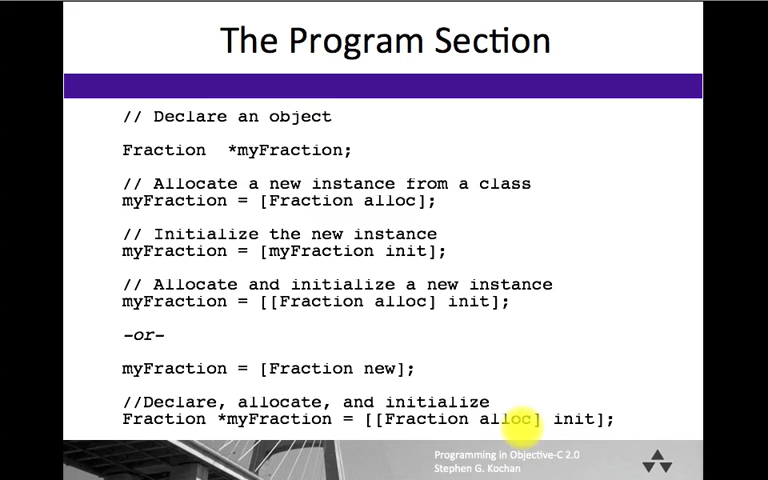 The Program Section
// Declare an object
Fraction  *myFraction;
// Allocate a new instance from a class
myFraction = [Fraction alloc];
// Initialize the new instance
myFraction = [myFraction init];
// Allocate and initialize a new instance
myFraction = [[Fraction alloc] init];
-or-
myFraction = [Fraction new];
//Declare, allocate, and initialize
Fraction *myFraction = [[Fraction alloc] init];
Programming in Objective-C 2.0
Stephen G. Kochan